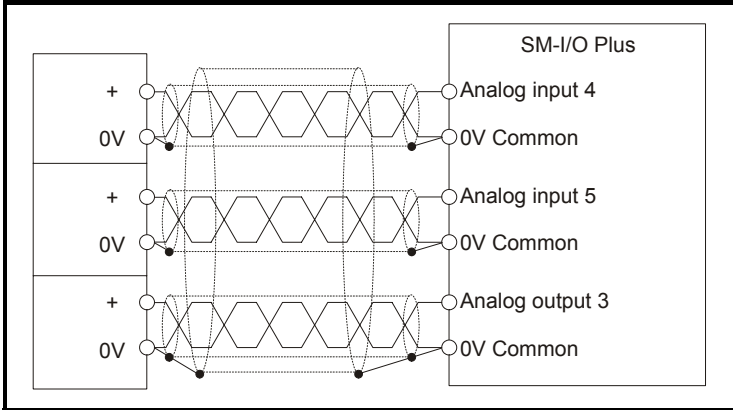 SM-I/O Plus
+ Analog input 4
0V 0V Common
+ Analog input 5
0V 0V Common
+ Analog output 3
0V 0V Common